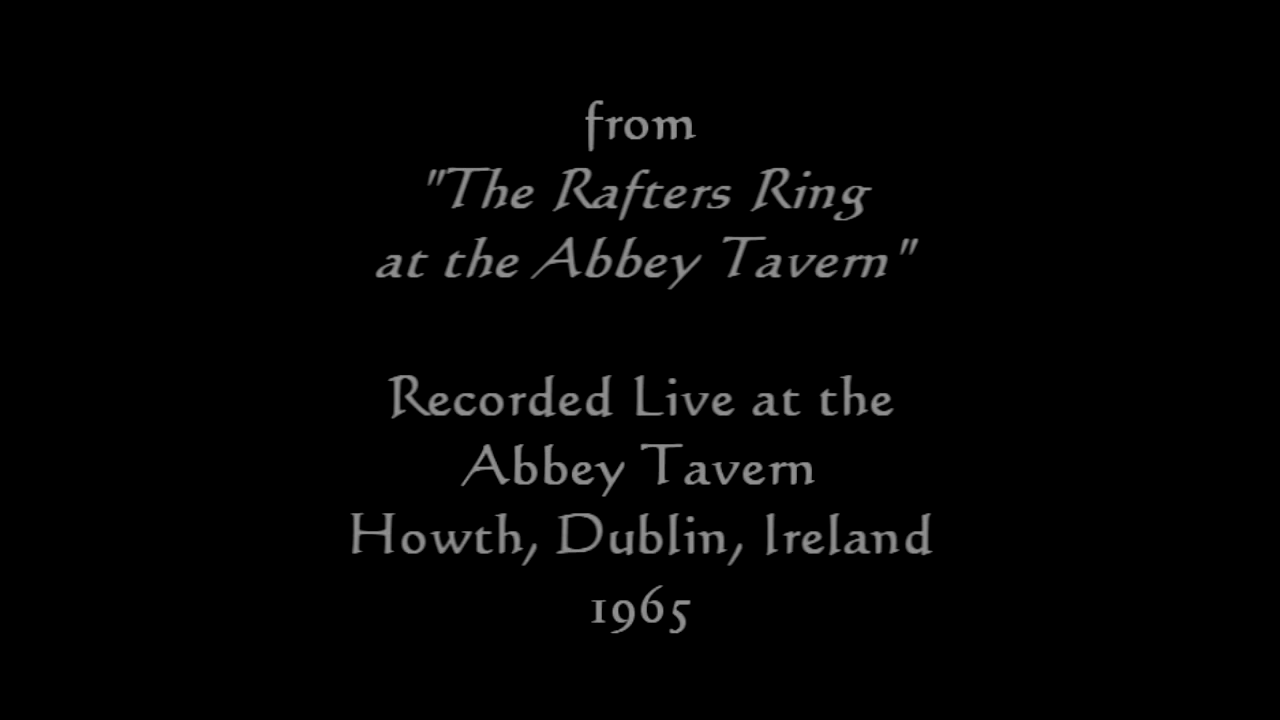 from
"The Rafters Ring
at the Abbey Tavern"
Recorded Live at the
Abbey Tavern
Howth, Dublin, Ireland
1965